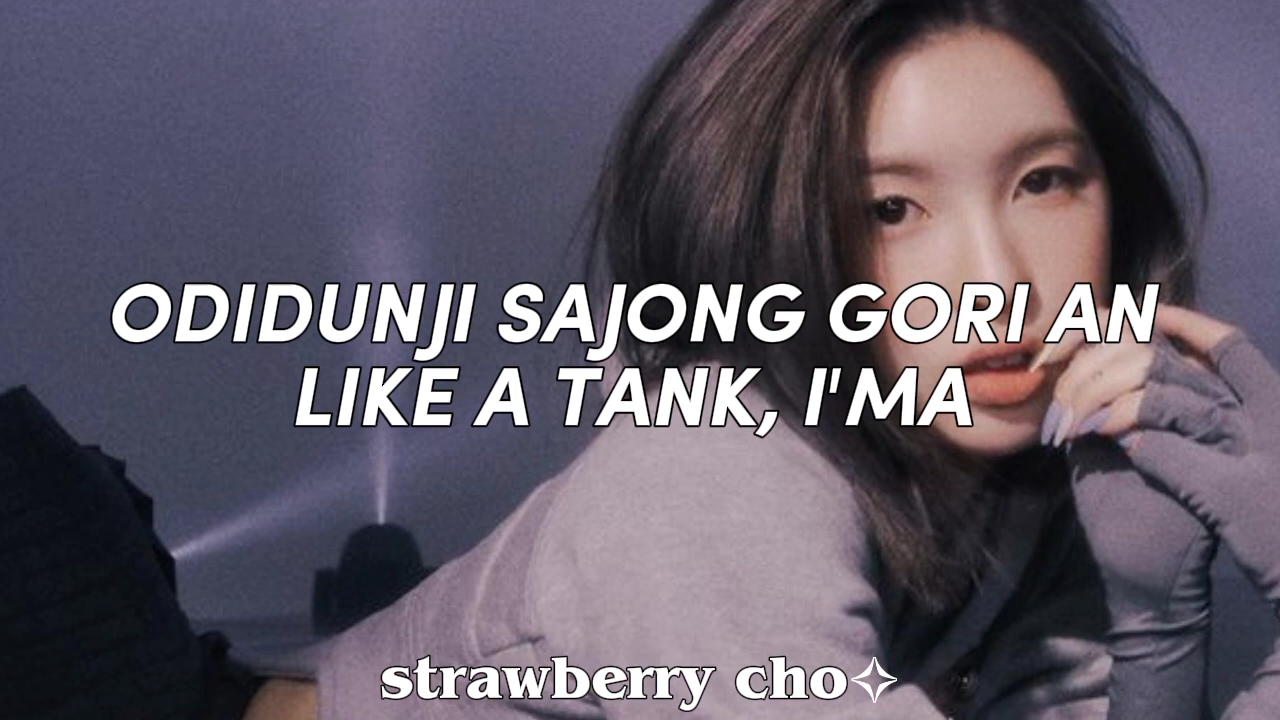 ODIDUNJI SAJONG GORI AN
LIKE A TANK, I'MA
strawberry cho✧